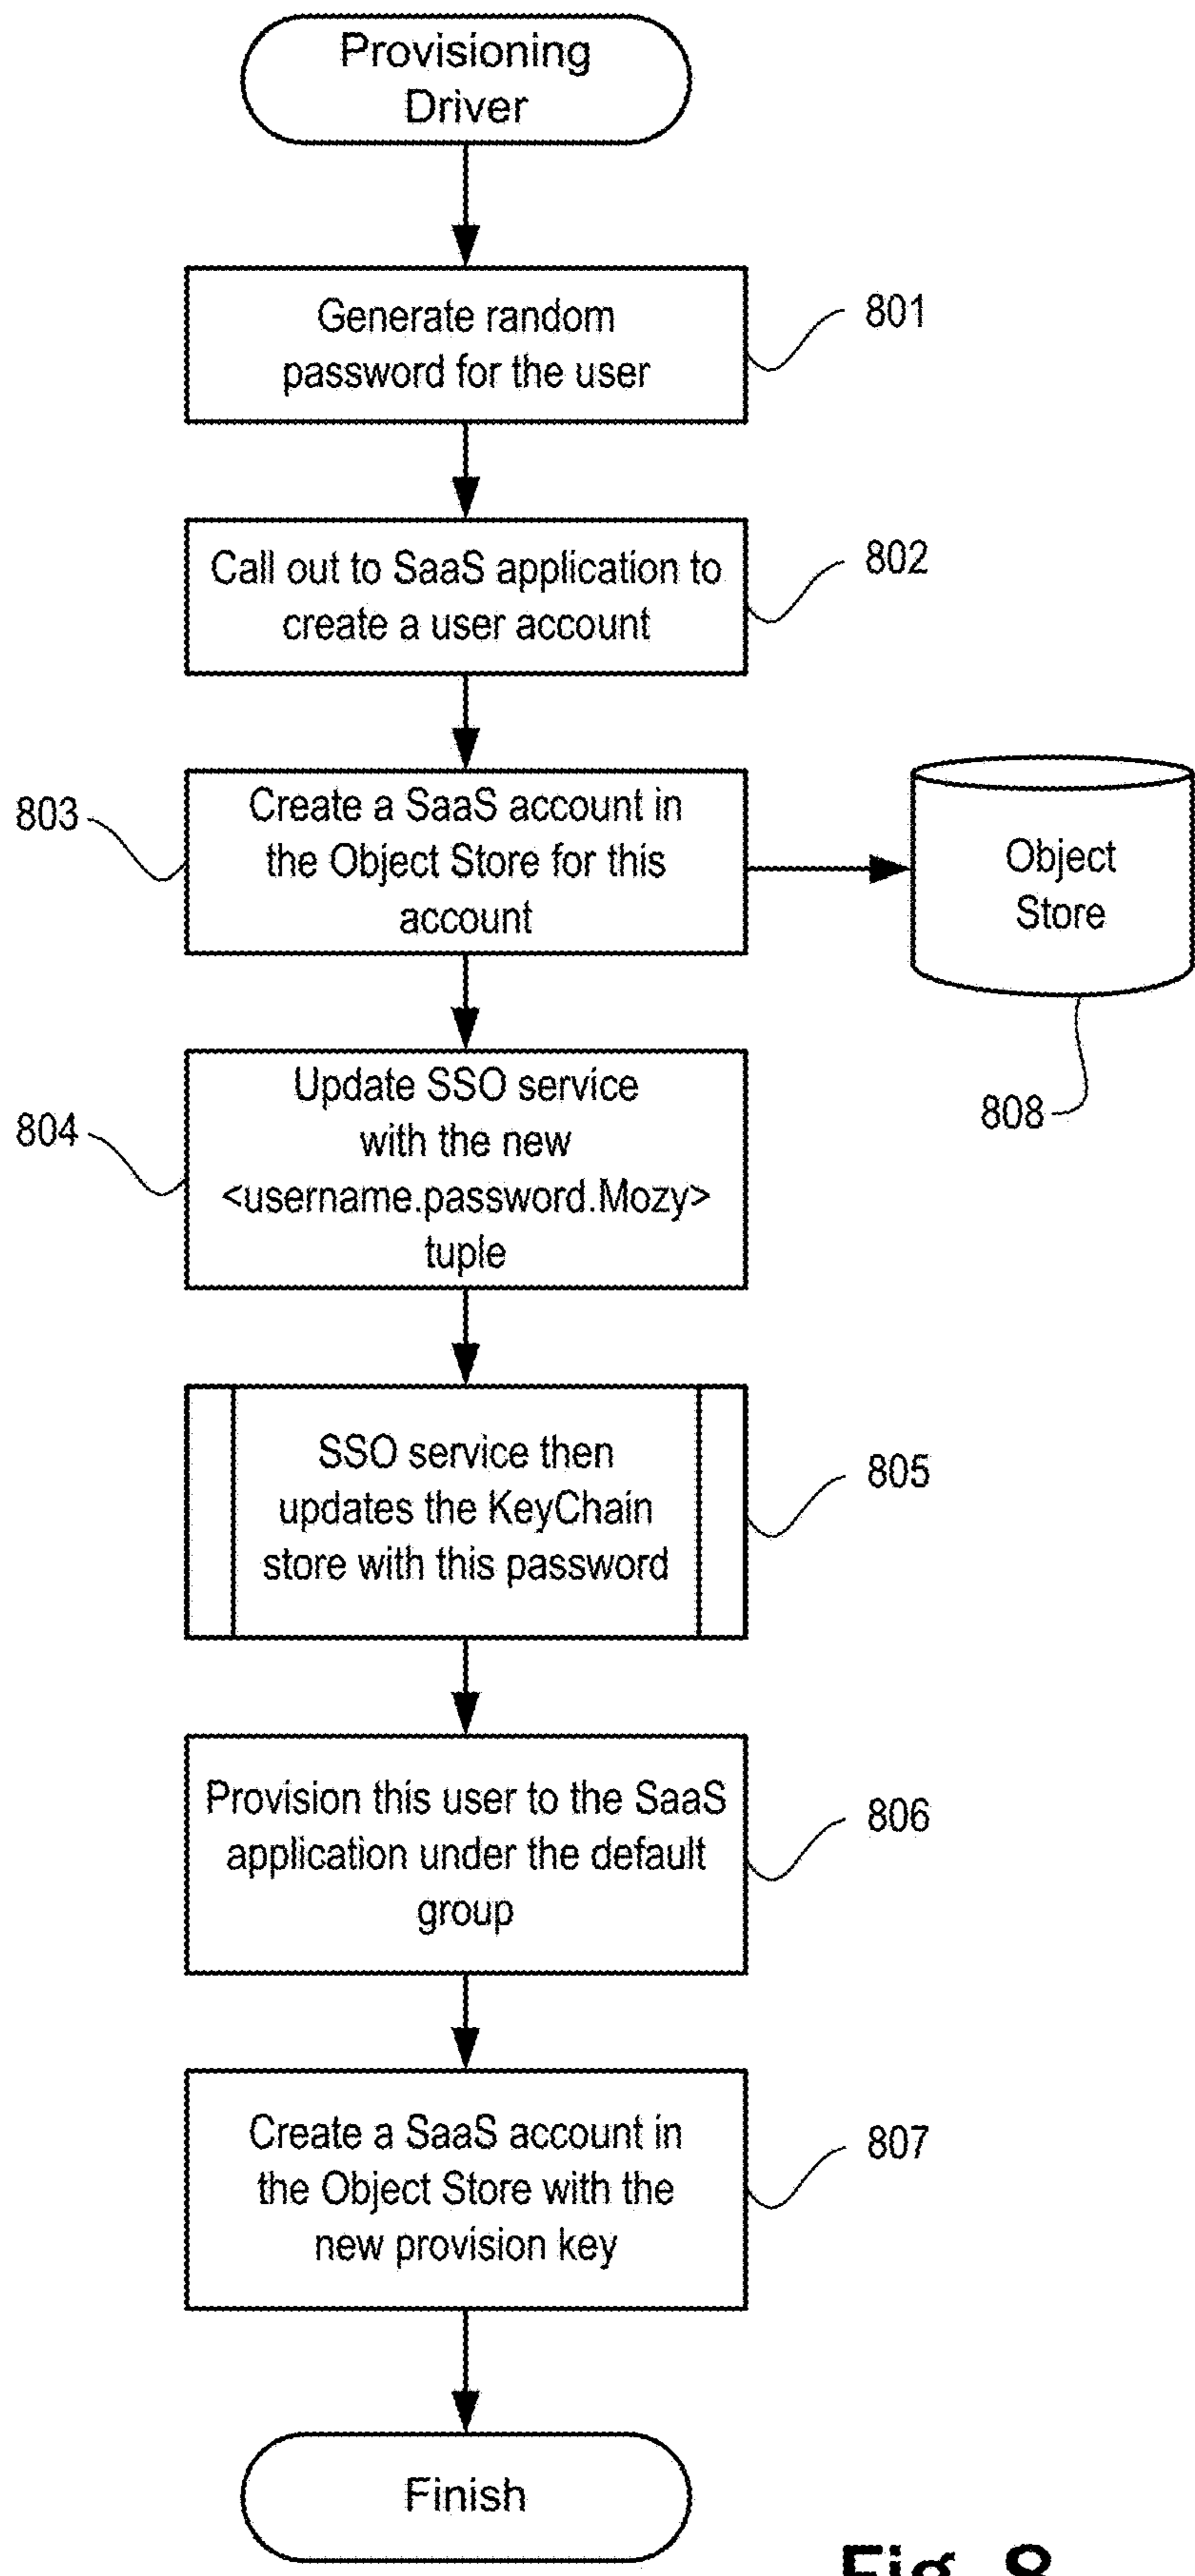 Provisioning
Driver
Generate random
password for the user
801
Call out to SaaS application to
create a user account
802
803
Create a SaaS account in
the Object Store for this
account
Object
Store
808
804
Update SSO service
with the new
<username.password.Mozy>
tuple
SSO service then
updates the KeyChain
store with this password
805
Provision this user to the SaaS
application under the default
group
806
Create a SaaS account in
the Object Store with the
new provision key
807
Finish
Fig. 8